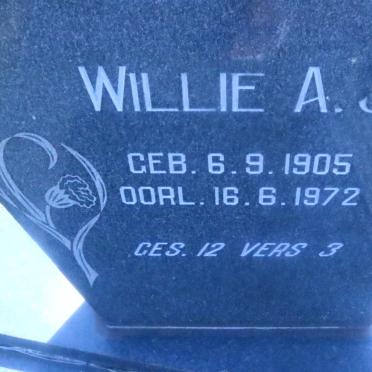 WILLIE A. J
GEB. 6.9.1905
OORL. 16.6.1972
GES. 12 VERS 3